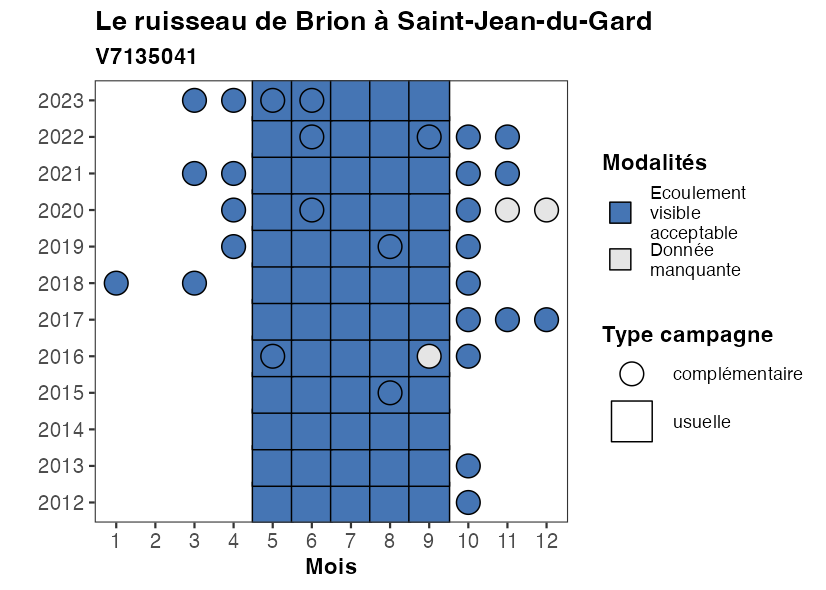 Le ruisseau de Brion à Saint-Jean-du-Gard
V7135041
2023
2022
2021
2020
2019
2018
2017
2016
2015
2014
2013
2012
1 2 3 4 5 6 7 8 9 10 11 12
Mois
Modalités
Ecoulement
visible
acceptable
Donnée
manquante
Type campagne
complémentaire
usuelle